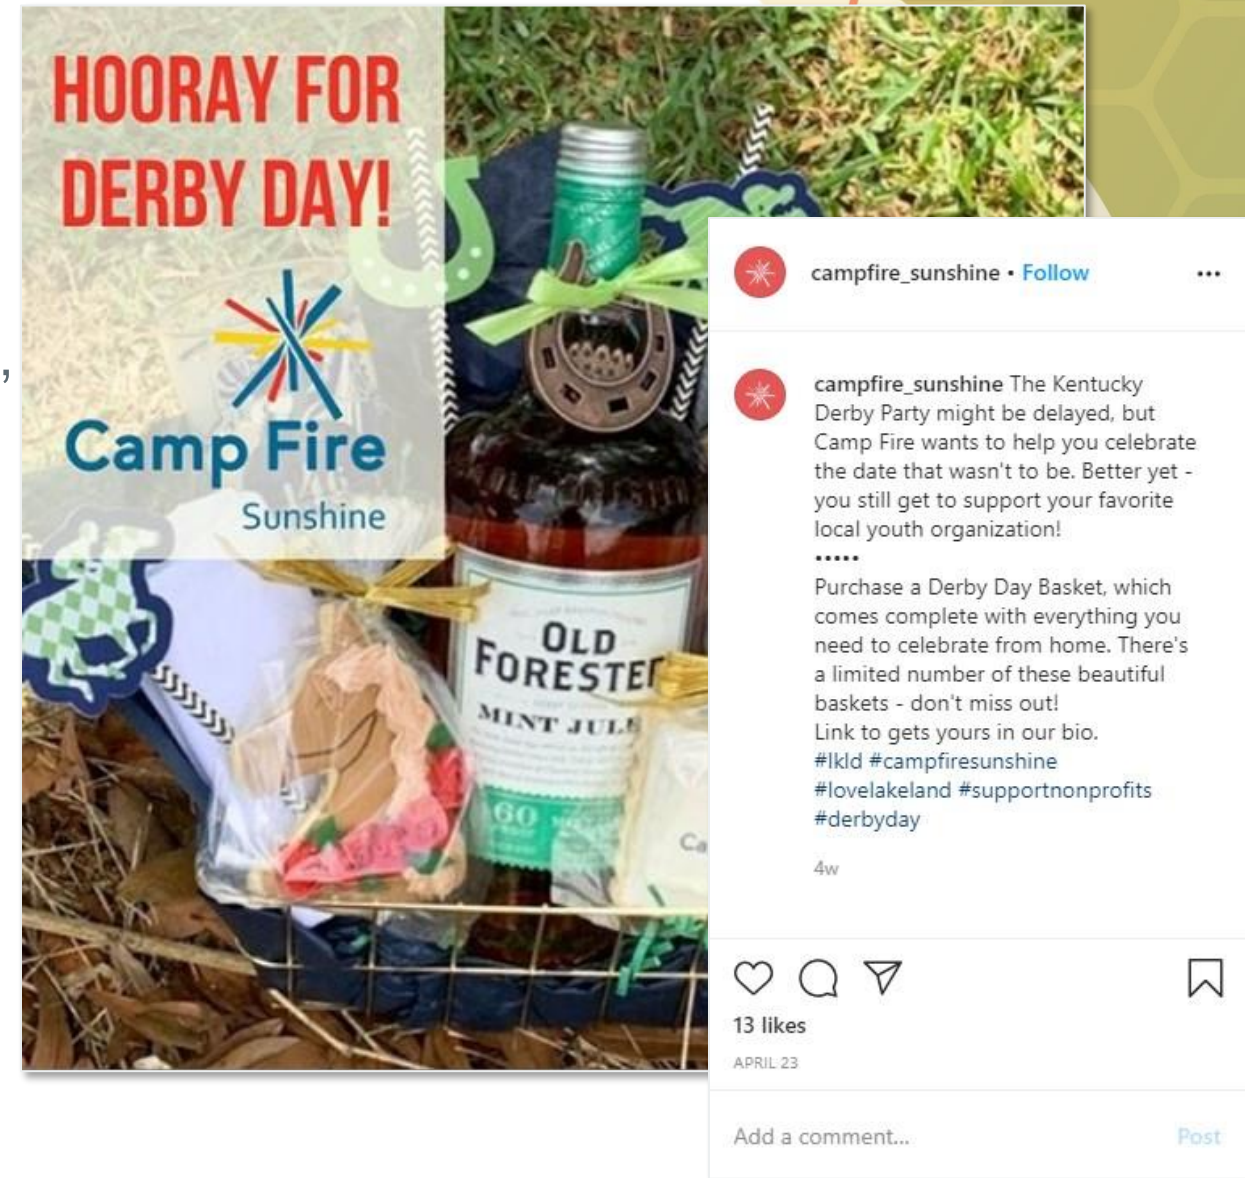 HOORAY FOR
DERBY DAY!
Camp Fire
Sunshine
OLD
FORESTER
MINT JULE
60
Ca
,
campfire_sunshine • Follow
campfire_sunshine The Kentucky
Derby Party might be delayed, but
Camp Fire wants to help you celebrate
the date that wasn't to be. Better yet -
you still get to support your favorite
local youth organization!
•••••
Purchase a Derby Day Basket, which
comes complete with everything you
need to celebrate from home. There's
a limited number of these beautiful
baskets - don't miss out!
Link to gets yours in our bio.
#lkld #campfiresunshine
#lovelakeland #supportnonprofits
#derbyday
4w
13 likes
APRIL 23
Add a comment...
Post